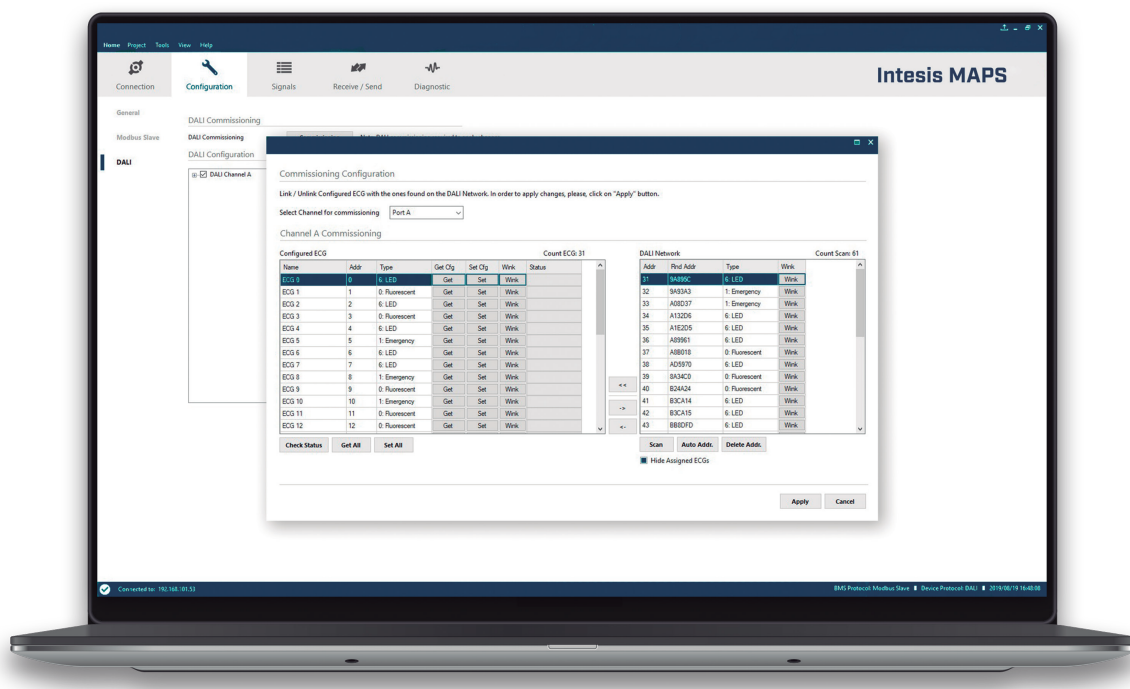 Home Project Tools View Help
Connection Configuration Signals Receive / Send Diagnostic
Intesis MAPS
General
Modbus Slave
DALI
DALI Commissioning
DALI Commissioning
DALI Configuration
DALI Channel A
Commissioning Configuration
Link / Unlink Configured ECG with the ones found on the DALI Network. In order to apply changes, please, click on "Apply" button.
Select Channel for commissioning Port A
Channel A Commissioning
Configured ECG Count ECG: 31
Name Addr Type Get Cfg Set Cfg Wink Status
ECG 0 0 6: LED Get Set Wink
ECG 1 1 0: Fluorescent Get Set Wink
ECG 2 2 6: LED Get Set Wink
ECG 3 3 0: Fluorescent Get Set Wink
ECG 4 4 6: LED Get Set Wink
ECG 5 5 1: Emergency Get Set Wink
ECG 6 6 6: LED Get Set Wink
ECG 7 7 6: LED Get Set Wink
ECG 8 8 1: Emergency Get Set Wink
ECG 9 9 0: Fluorescent Get Set Wink
ECG 10 10 1: Emergency Get Set Wink
ECG 11 11 0: Fluorescent Get Set Wink
ECG 12 12 0: Fluorescent Get Set Wink
Check Status Get All Set All
<<
->
<-
DALI Network Count Scan: 61
Addr Rnd Addr Type Wink
31 9A895C 6: LED Wink
32 9A93A3 1: Emergency Wink
33 A08D37 1: Emergency Wink
34 A132D6 6: LED Wink
35 A1E2D5 6: LED Wink
36 A89961 6: LED Wink
37 A8B018 0: Fluorescent Wink
38 AD5970 6: LED Wink
39 8A34C0 0: Fluorescent Wink
40 B24A24 0: Fluorescent Wink
41 B3CA14 6: LED Wink
42 B3CA15 6: LED Wink
43 BB8DFD 6: LED Wink
Scan Auto Addr. Delete Addr.
Hide Assigned ECGs
Apply Cancel
Connected to: 192.168.101.53
BMS Protocol: Modbus Slave Device Protocol: DALI 2019/08/19 16:48:08